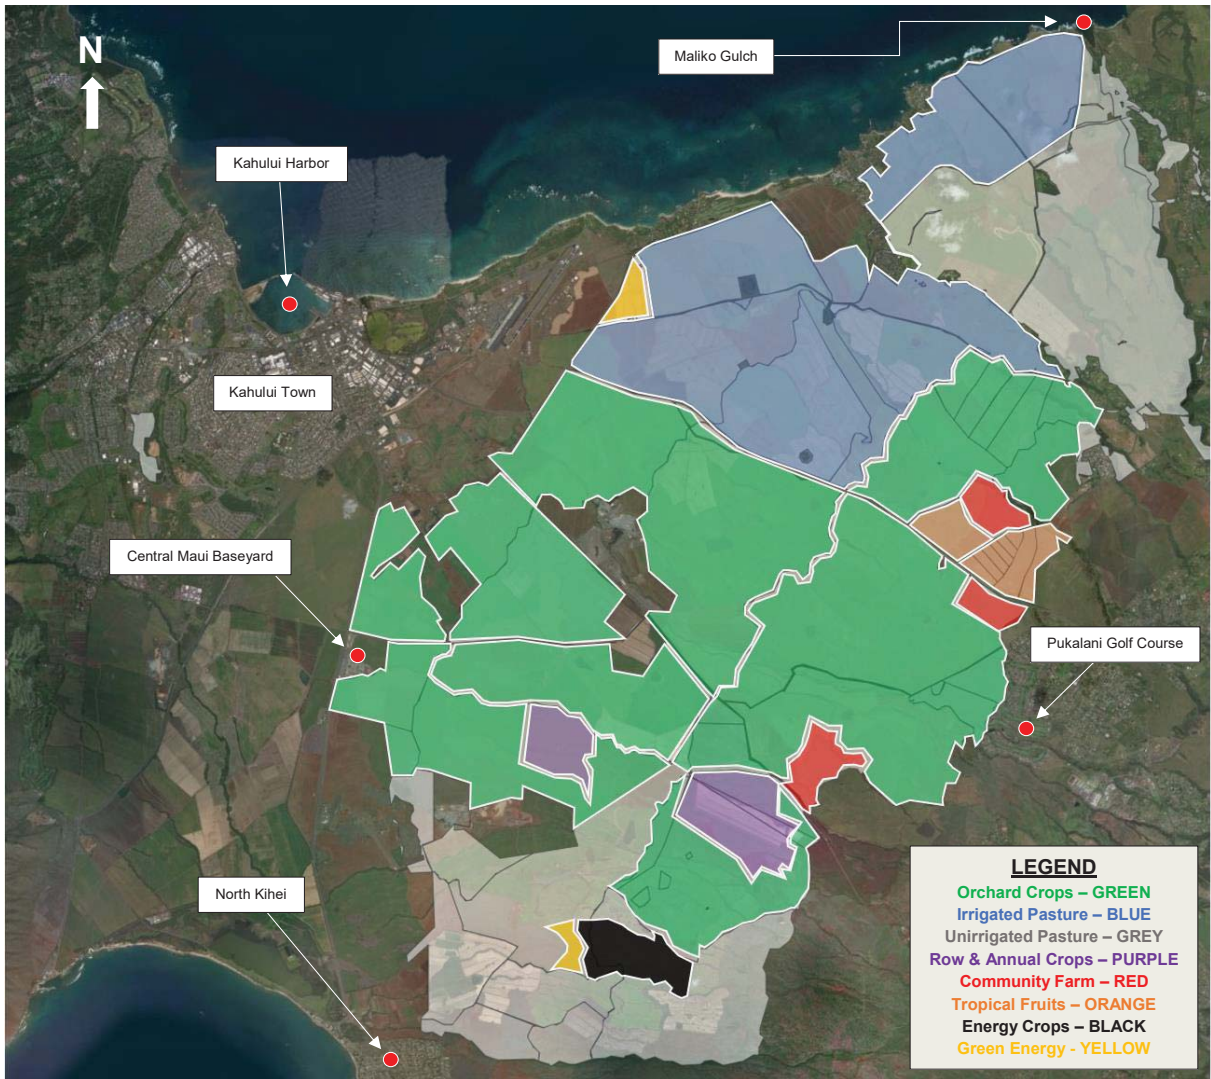 N
Maliko Gulch
Kahului Harbor
Kahului Town
Central Maui Baseyard
Pukalani Golf Course
North Kihei
LEGEND
Orchard Crops – GREEN
Irrigated Pasture – BLUE
Unirrigated Pasture – GREY
Row & Annual Crops – PURPLE
Community Farm – RED
Tropical Fruits – ORANGE
Energy Crops – BLACK
Green Energy - YELLOW